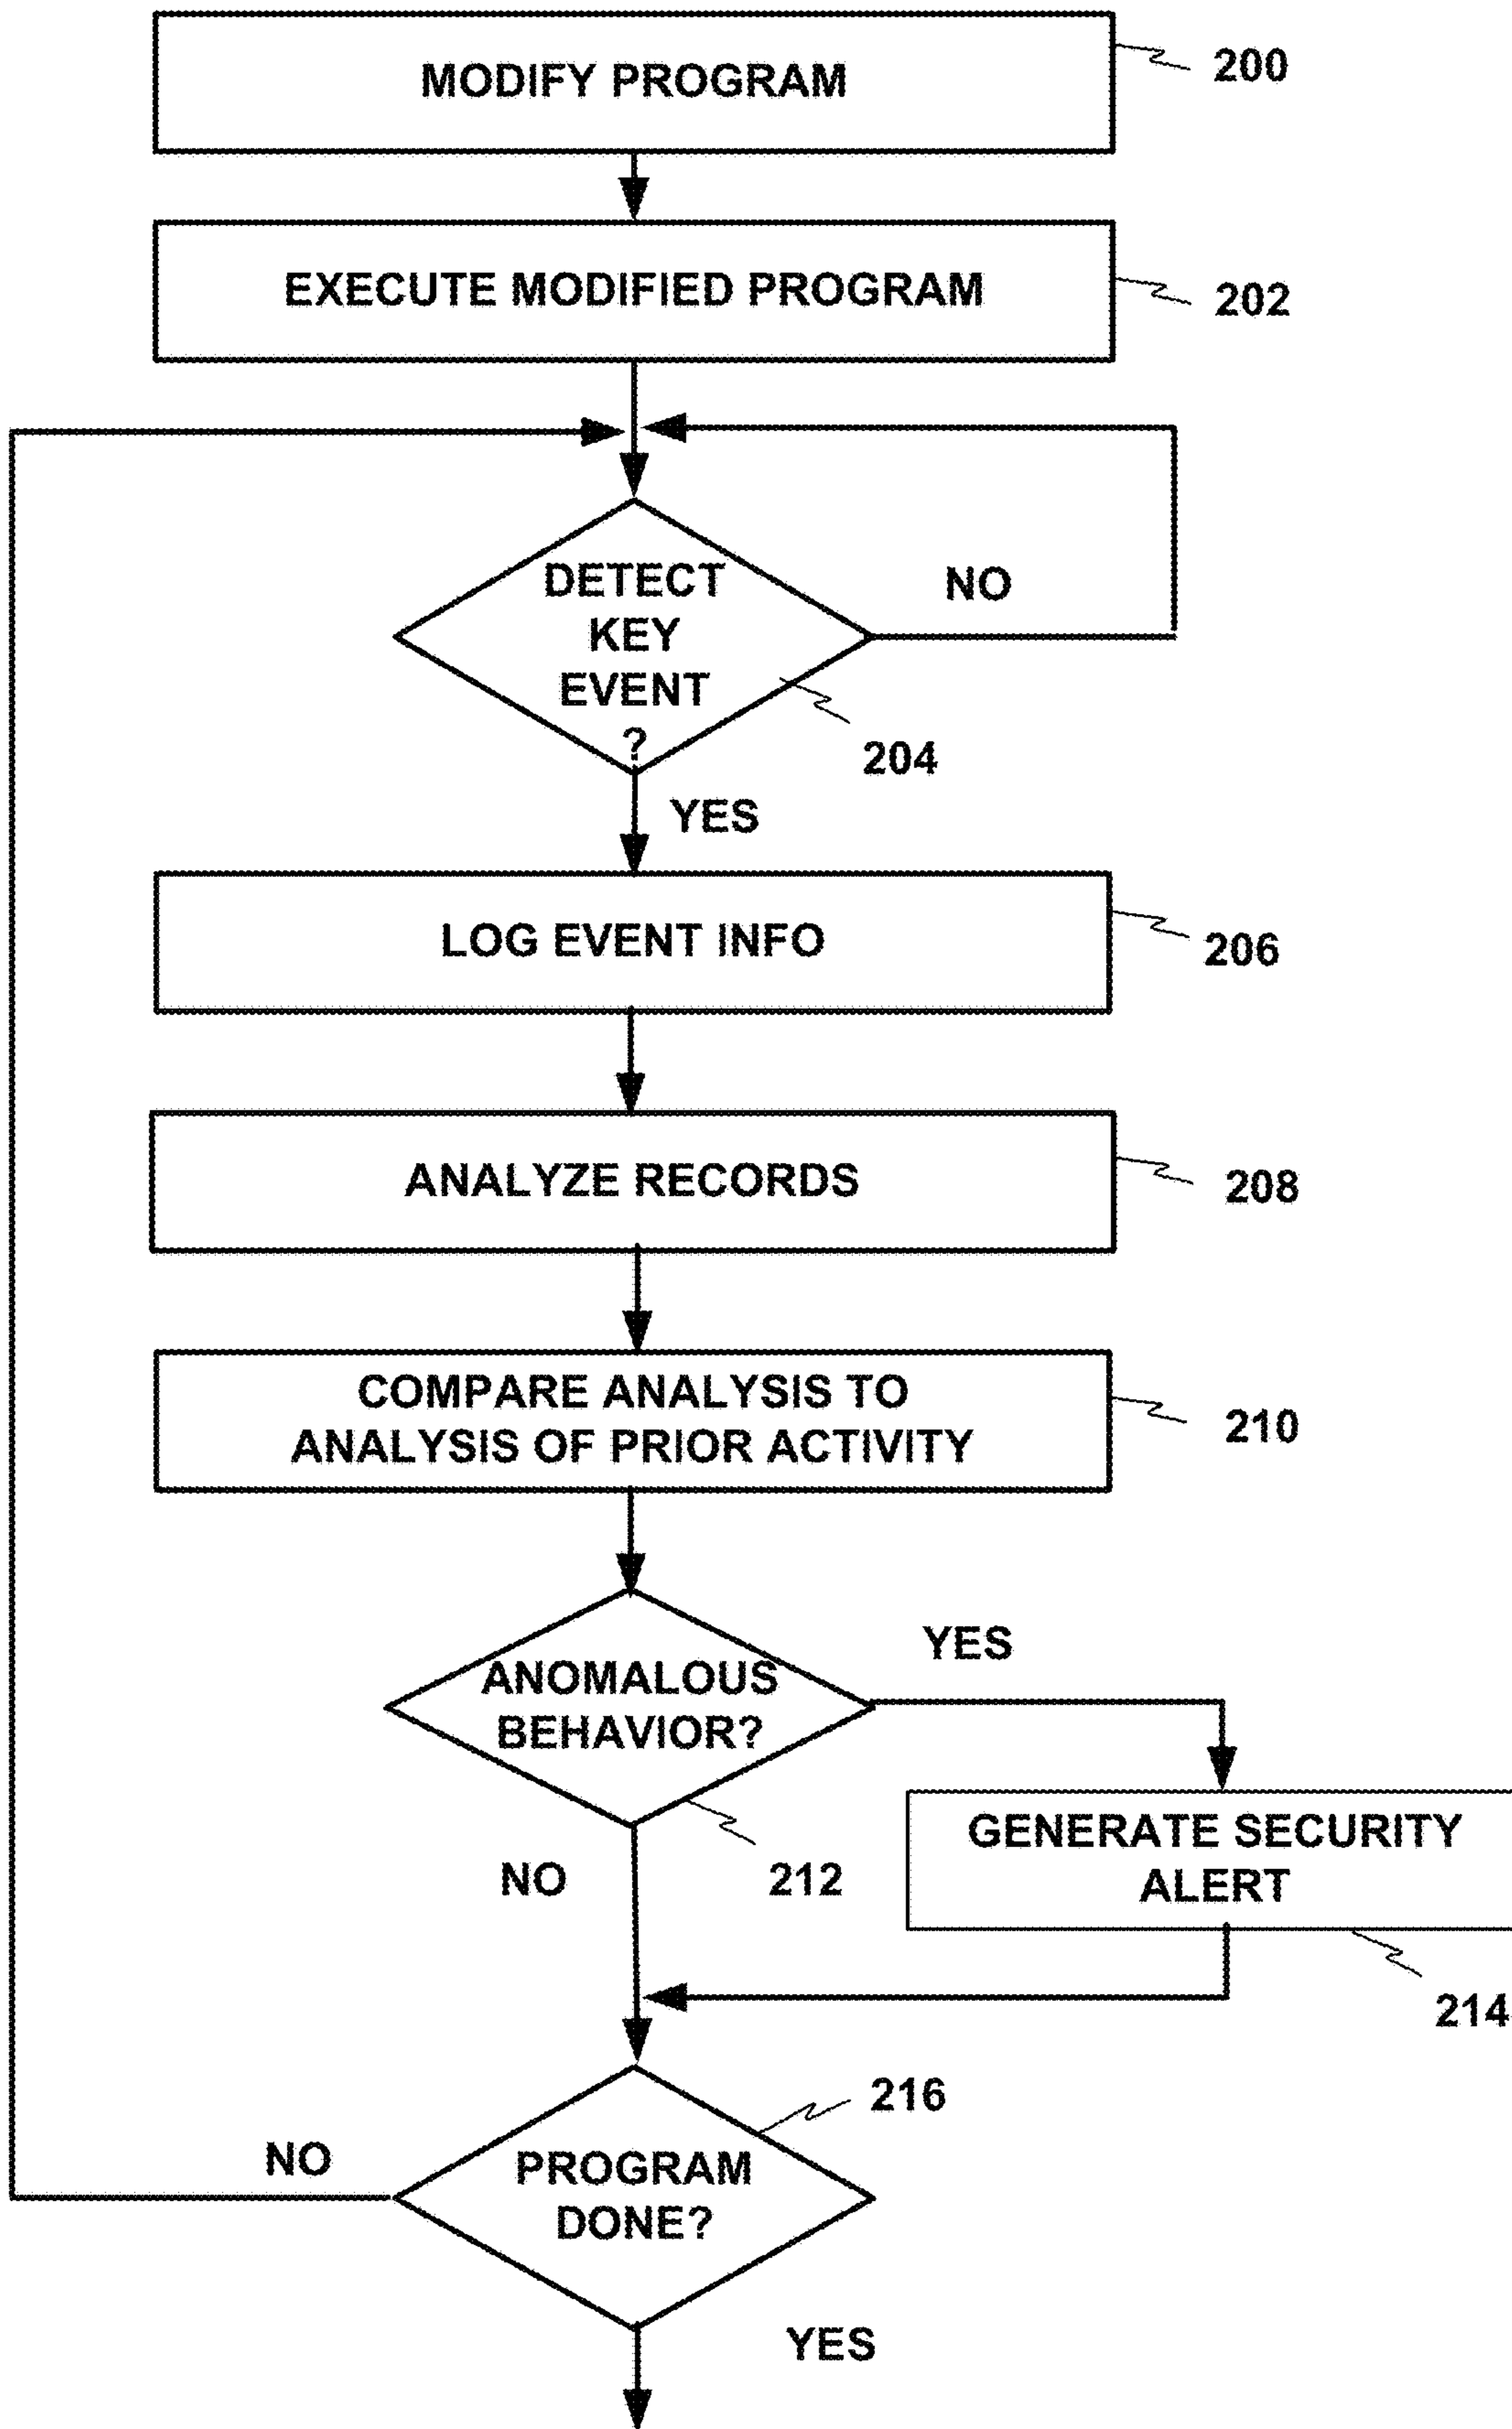 MODIFY PROGRAM
200
EXECUTE MODIFIED PROGRAM
202
DETECT
KEY
EVENT
?
NO
204
YES
LOG EVENT INFO
206
ANALYZE RECORDS
208
COMPARE ANALYSIS TO
ANALYSIS OF PRIOR ACTIVITY
210
ANOMALOUS
BEHAVIOR?
YES
212
NO
GENERATE SECURITY
ALERT
214
216
PROGRAM
DONE?
NO
YES